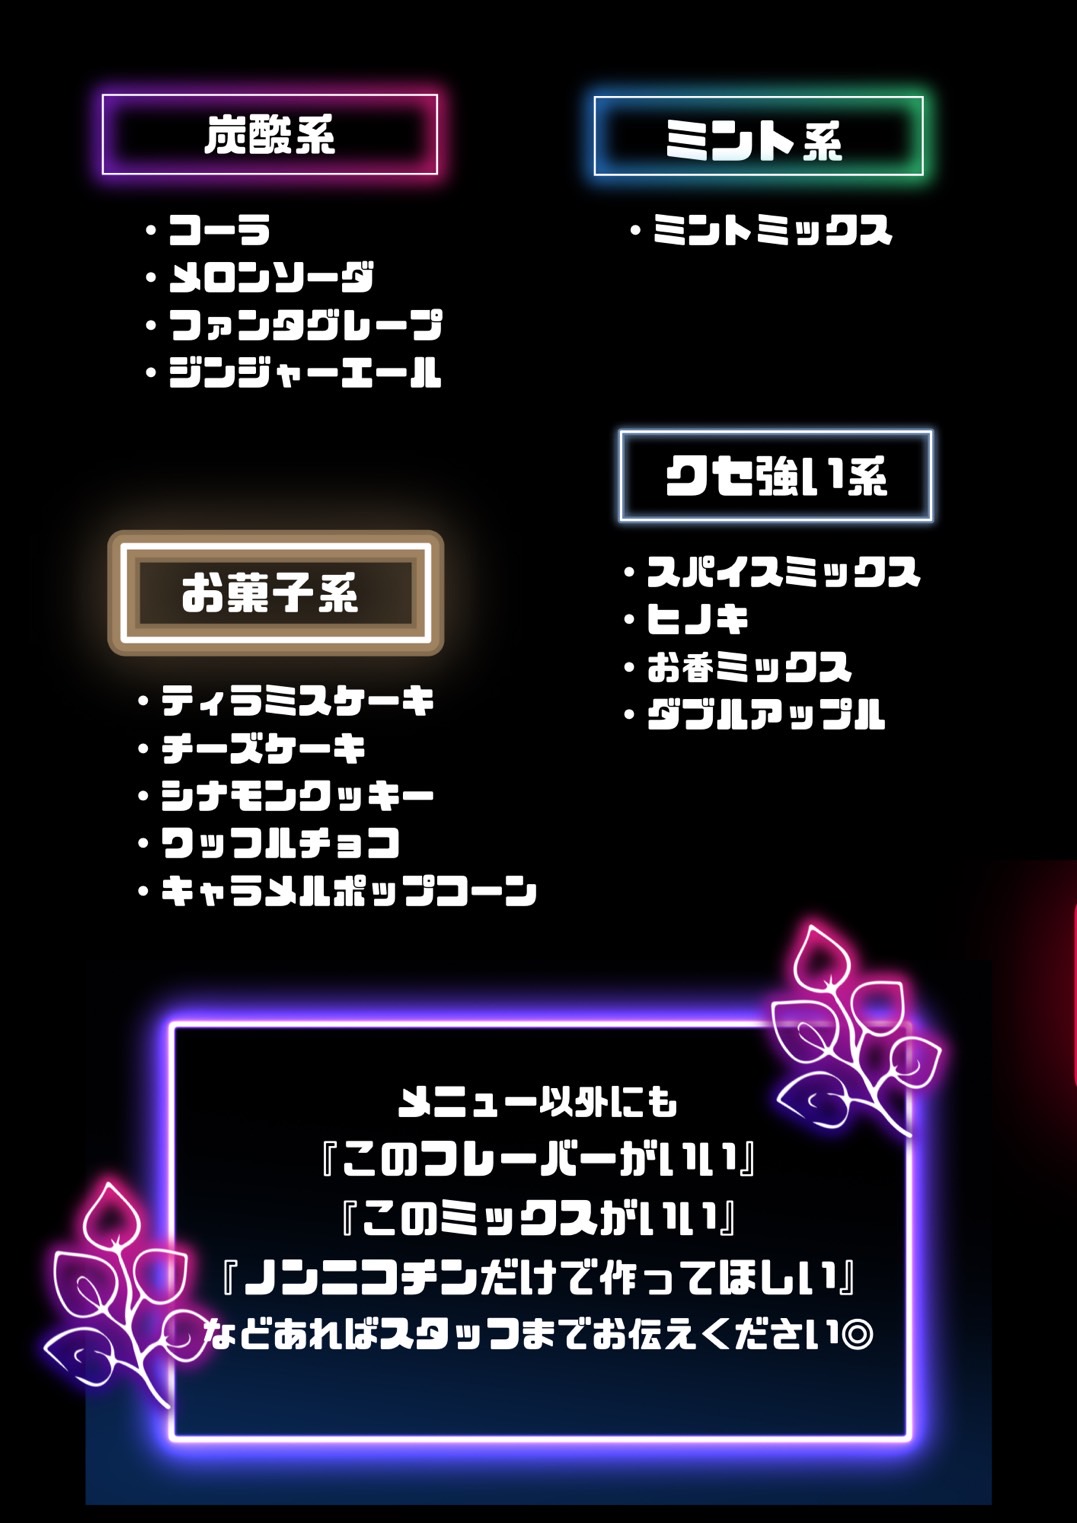 炭酸系
・コーラ
・メロンソーダ
・ファンタグレープ
・ジンジャーエール
ミント系
・ミントミックス
クセ強い系
・スパイスミックス
・ヒノキ
・お香ミックス
・ダブルアップル
お菓子系
・ティラミスケーキ
・チーズケーキ
・シナモンクッキー
・ワッフルチョコ
・キャラメルポップコーン
メニュー以外にも
『このフレーバーがいい』
『このミックスがいい』
『ノンニコチンだけで作ってほしい』
などあればスタッフまでお伝えください◎